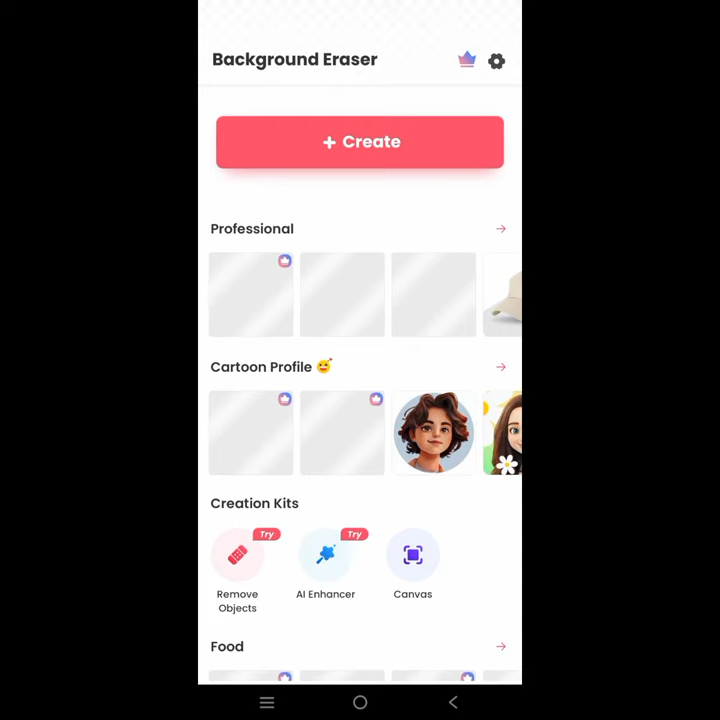 Background Eraser
+ Create
Professional
Cartoon Profile
Creation Kits
Try
Try
Remove
Objects
AI Enhancer
Canvas
Food